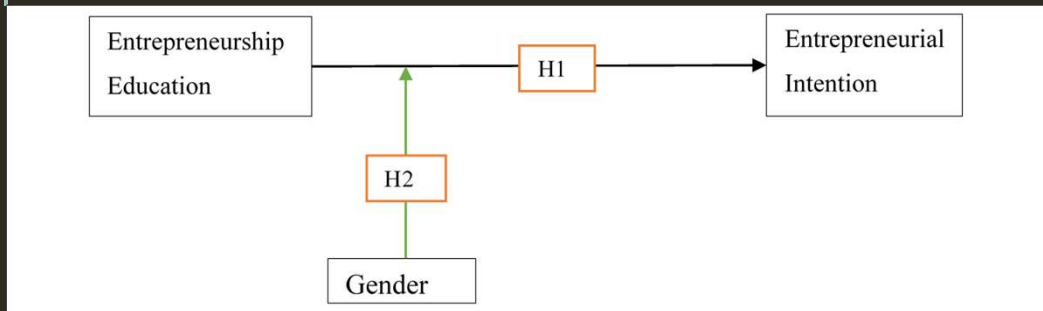 Entrepreneurship
Education
H1
Entrepreneurial
Intention
H2
Gender